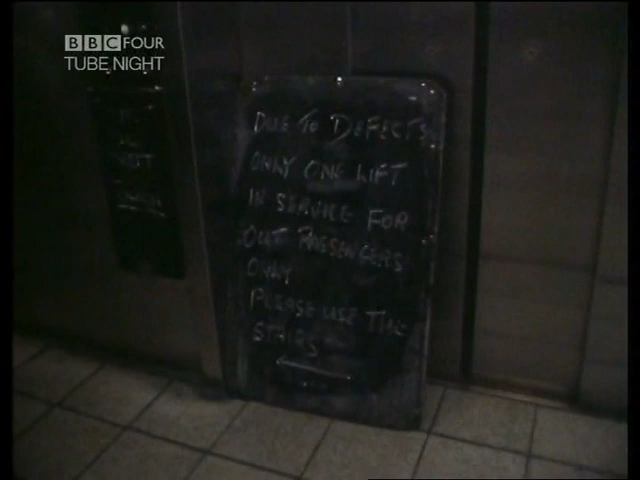 BBC FOUR
TUBE NIGHT
DUE TO DEFECTS
ONLY ONE LIFT
IN SERVICE FOR
OUT PASSENGERS
ONLY
PLEASE USE THE
STAIRS